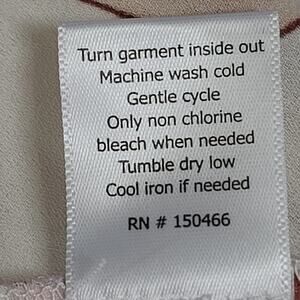 Turn garment inside out
Machine wash cold
Gentle cycle
Only non chlorine
bleach when needed
Tumble dry low
Cool iron if needed
RN # 150466